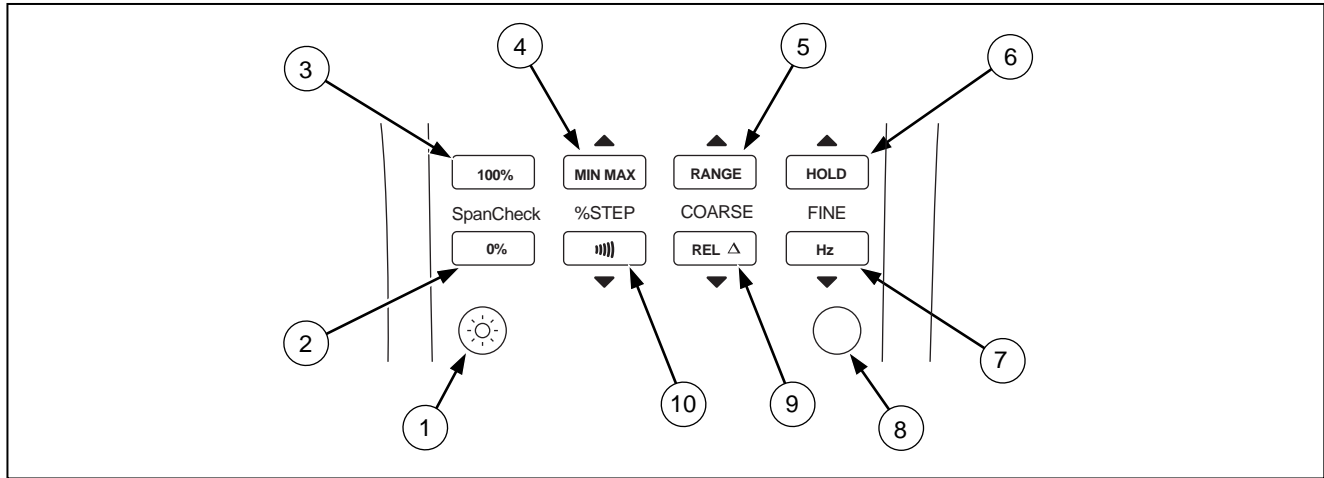 4 5
3 6
100% MIN MAX RANGE HOLD
SpanCheck %STEP COARSE FINE
0% REL Δ Hz
2 7
1 10 9 8